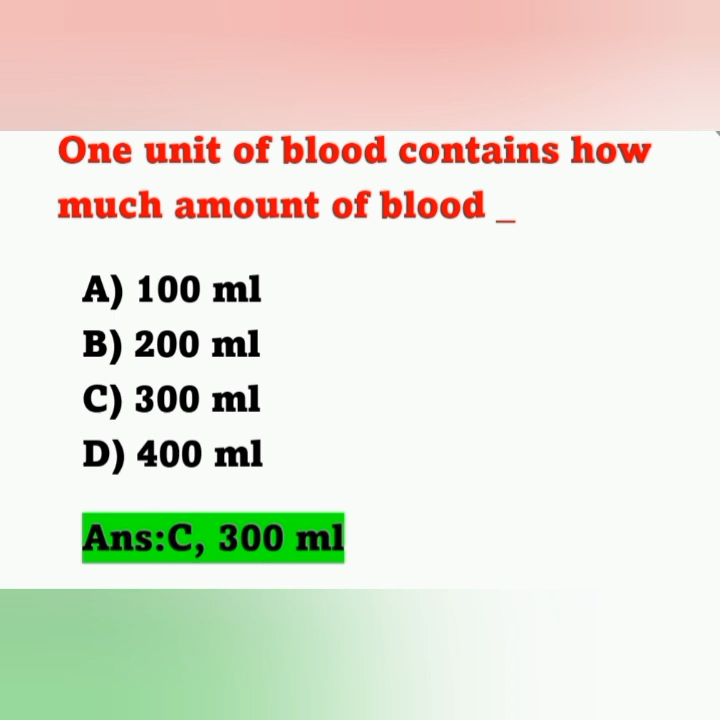 One unit of blood contains how
much amount of blood _
A) 100 ml
B) 200 ml
C) 300 ml
D) 400 ml
Ans:C, 300 ml